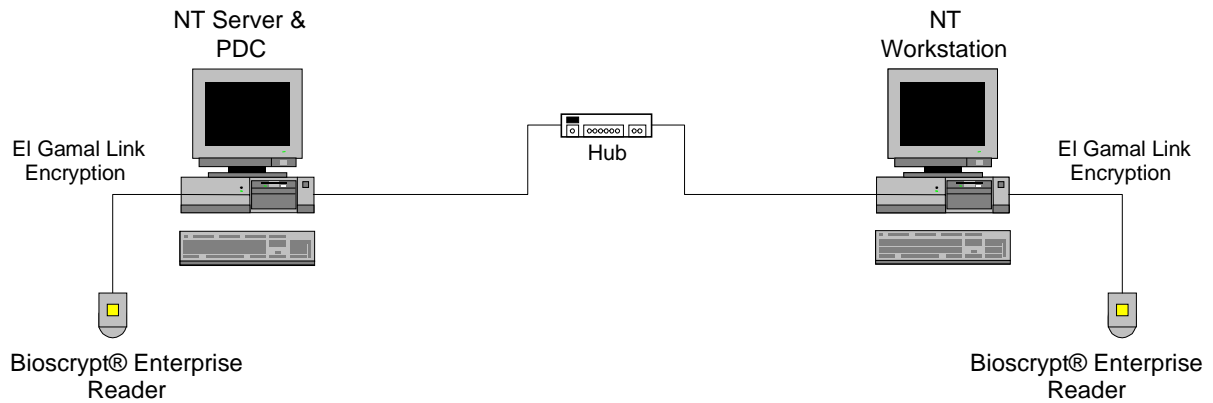 NT Server &
PDC
NT
Workstation
El Gamal Link
Encryption
Hub
El Gamal Link
Encryption
Bioscrypt® Enterprise
Reader
Bioscrypt® Enterprise
Reader